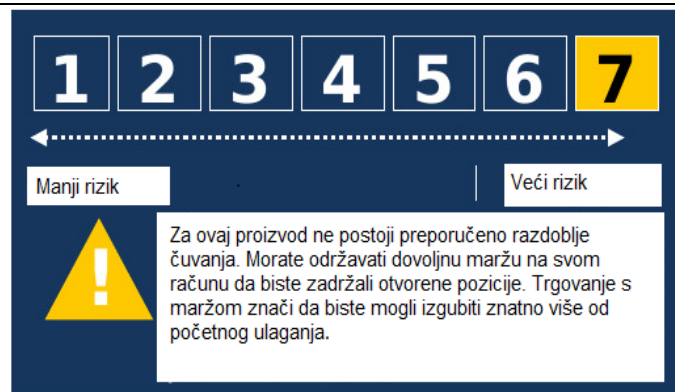 1 2 3 4 5 6 7
Manji rizik
Veći rizik
Za ovaj proizvod ne postoji preporučeno razdoblje
čuvanja. Morate održavati dovoljnu maržu na svom
računu da biste zadržali otvorene pozicije. Trgovanje s
maržom znači da biste mogli izgubiti znatno više od
početnog ulaganja.